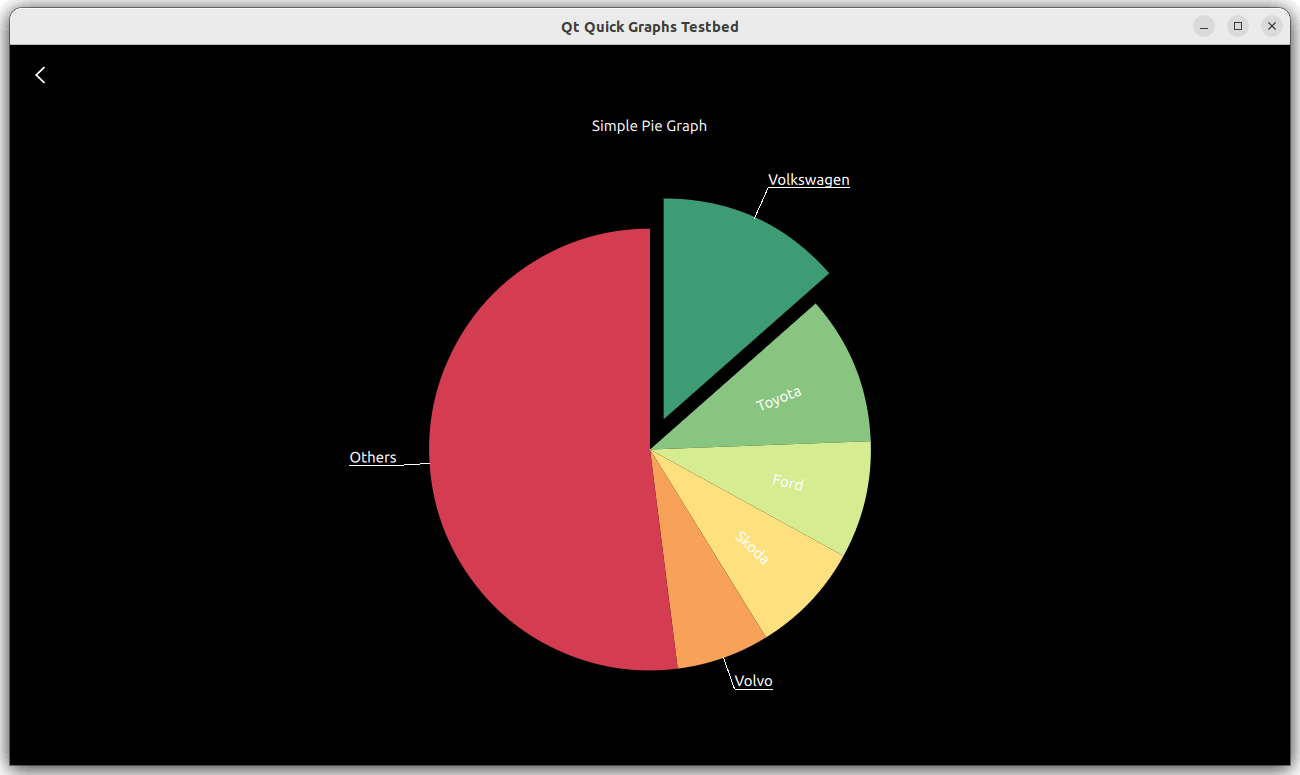 Qt Quick Graphs Testbed
Simple Pie Graph
Volkswagen
Toyota
Ford
Skoda
Volvo
Others